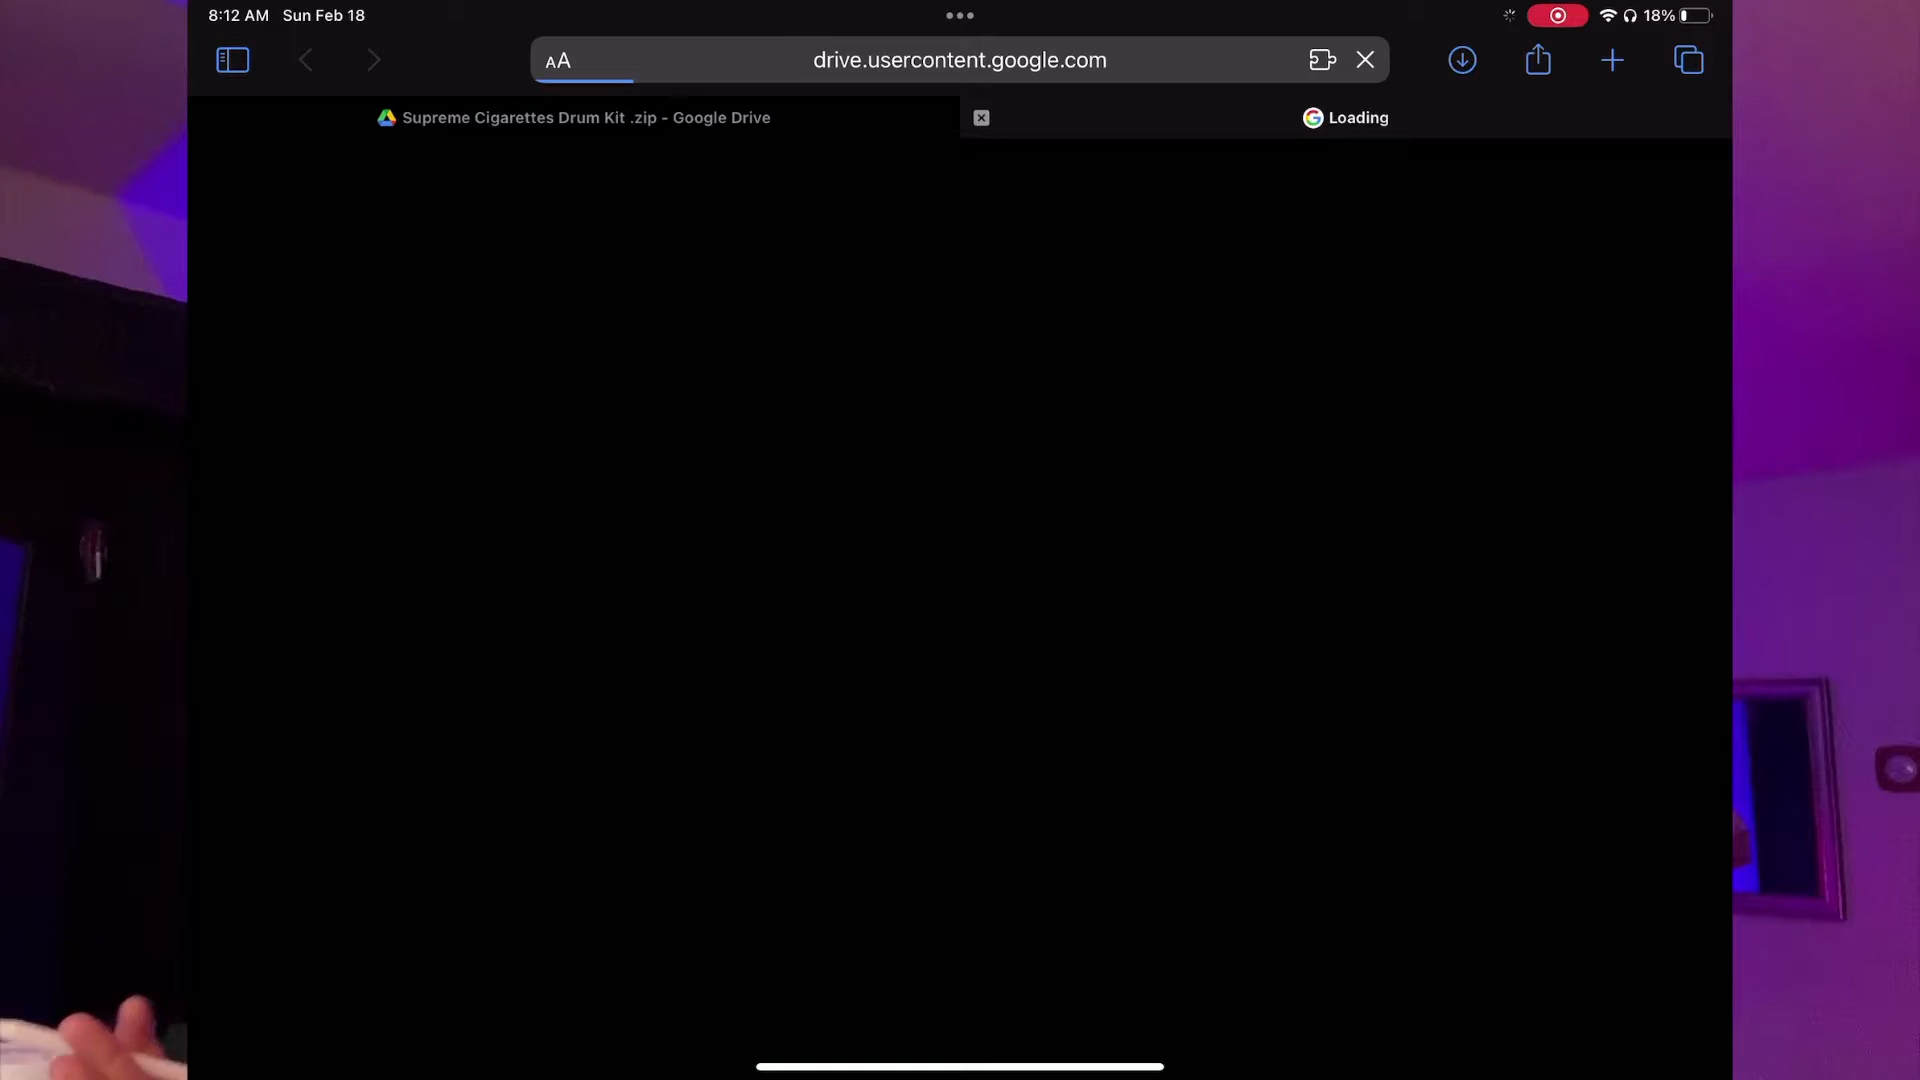 8:12 AM Sun Feb 18
18%
AA
drive.usercontent.google.com
Supreme Cigarettes Drum Kit .zip - Google Drive
Loading